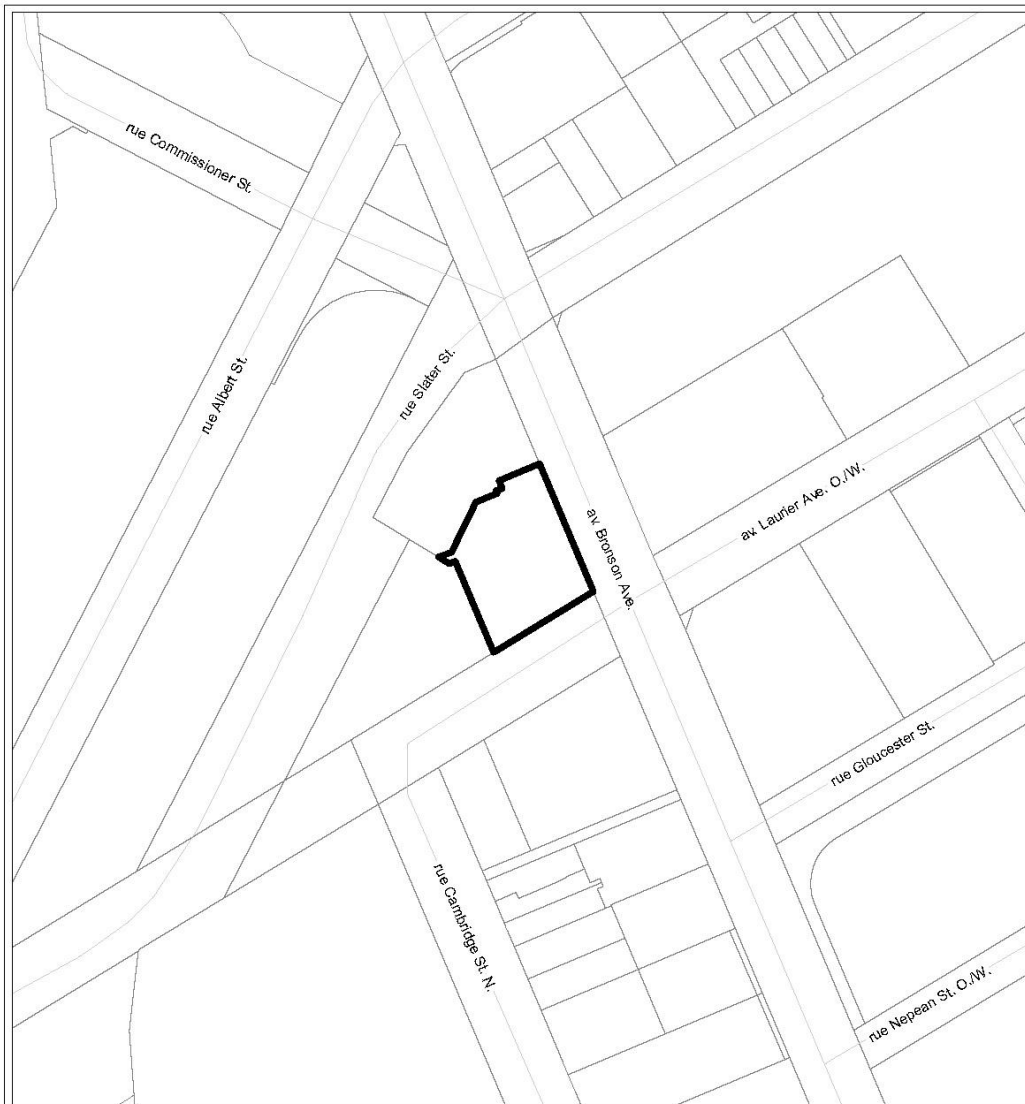 rue Commissioner St.
rue Albert St.
rue Slater St.
av. Bronson Ave.
av. Laurier Ave. O./W.
rue Gloucester St.
rue Cambridge St. N.
rue Nepean St. O./W.